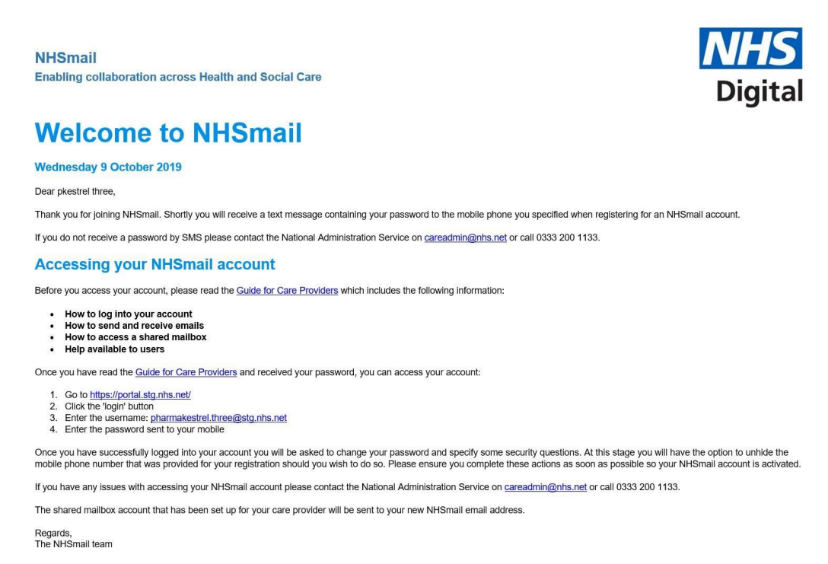 NHSmail
Enabling collaboration across Health and Social Care
NHS
Digital
Welcome to NHSmail
Wednesday 9 October 2019
Dear pkestrel three,
Thank you for joining NHSmail. Shortly you will receive a text message containing your password to the mobile phone you specified when registering for an NHSmail account.
If you do not receive a password by SMS please contact the National Administration Service on careadmin@nhs.net or call 0333 200 1133.
Accessing your NHSmail account
Before you access your account, please read the Guide for Care Providers which includes the following information:
• How to log into your account
• How to send and receive emails
• How to access a shared mailbox
• Help available to users
Once you have read the Guide for Care Providers and received your password, you can access your account:
1. Go to https://portal.stg.nhs.net/
2. Click the 'login' button
3. Enter the username: pharmakestrel.three@stg.nhs.net
4. Enter the password sent to your mobile
Once you have successfully logged into your account you will be asked to change your password and specify some security questions. At this stage you will have the option to unhide the
mobile phone number that was provided for your registration should you wish to do so. Please ensure you complete these actions as soon as possible so your NHSmail account is activated.
If you have any issues with accessing your NHSmail account please contact the National Administration Service on careadmin@nhs.net or call 0333 200 1133.
The shared mailbox account that has been set up for your care provider will be sent to your new NHSmail email address.
Regards,
The NHSmail team